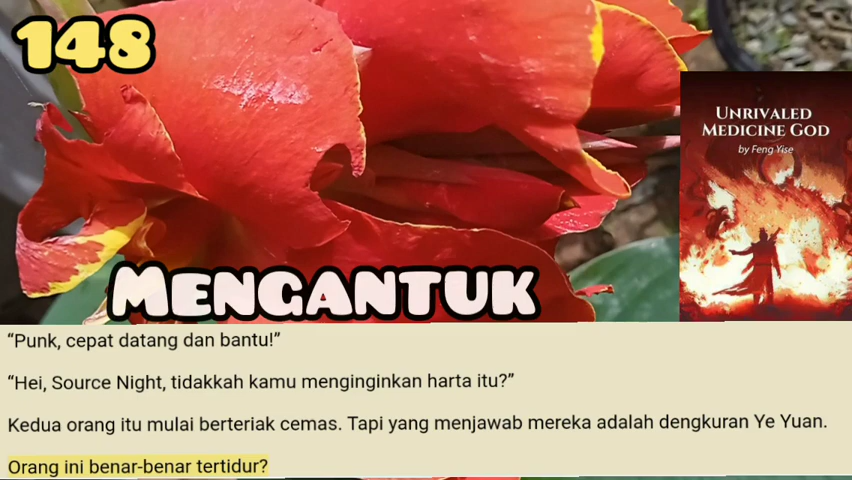 148
UNRIVALED
MEDICINE GOD
by Feng Yise
MENGANTUK
“Punk, cepat datang dan bantu!”
“Hei, Source Night, tidakkah kamu menginginkan harta itu?”
Kedua orang itu mulai berteriak cemas. Tapi yang menjawab mereka adalah dengkuran Ye Yuan.
Orang ini benar-benar tertidur?